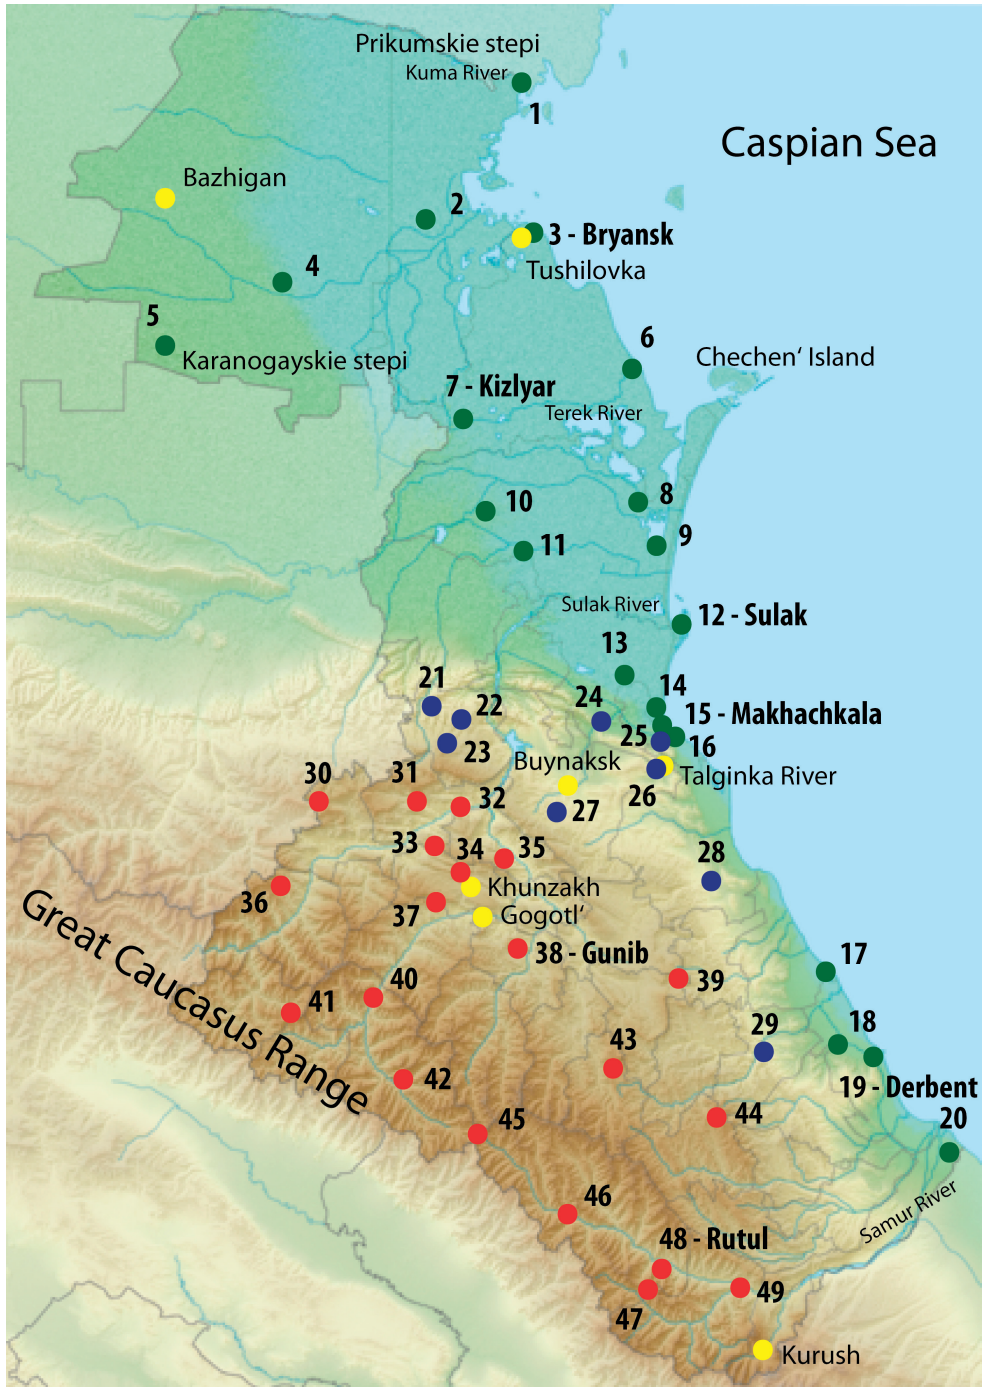 Prikumskie stepi
Kuma River
1
Caspian Sea
Bazhigan
2
3 - Bryansk
Tushilovka
4
5
Karanogayskie stepi
6
Chechen‘ Island
7 - Kizlyar
Terek River
8
10
9
11
Sulak River
12 - Sulak
13
21
14
22
24
15 - Makhachkala
25
16
23
Buynaksk
Talginka River
30
31
26
32
27
33
34
35
28
36
Khunzakh
37
Gogotl‘
Great Caucasus Range
38 - Gunib
17
39
40
41
18
29
43
42
19 - Derbent
44
20
45
46
Samur River
48 - Rutul
49
47
Kurush